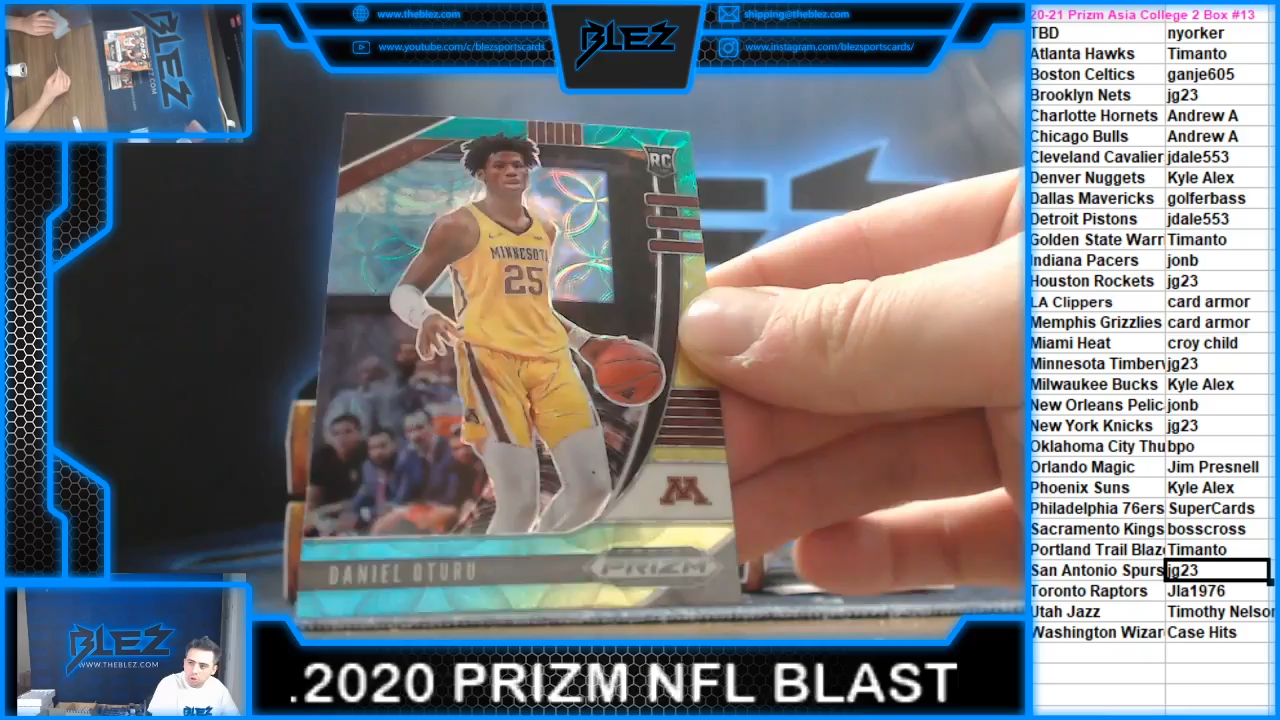 www.theblez.com
www.youtube.com/c/blezsportscards
BLEZ
shipping@theblez.com
www.instagram.com/blezsportscards/
BLEZ
RC
MINNESOTA
25
M
DANIEL OTURU
PRIZM
BLEZ
WWW.THEBLEZ.COM
BLEZ
.2020 PRIZM NFL BLAST
20-21 Prizm Asia College 2 Box #13
TBD nyorker
Atlanta Hawks Timanto
Boston Celtics ganje605
Brooklyn Nets jg23
Charlotte Hornets Andrew A
Chicago Bulls Andrew A
Cleveland Cavalier jdale553
Denver Nuggets Kyle Alex
Dallas Mavericks golferbass
Detroit Pistons jdale553
Golden State Warr Timanto
Indiana Pacers jonb
Houston Rockets jg23
LA Clippers card armor
Memphis Grizzlies card armor
Miami Heat croy child
Minnesota Timber jg23
Milwaukee Bucks Kyle Alex
New Orleans Pelic jonb
New York Knicks jg23
Oklahoma City Thu bpo
Orlando Magic Jim Presnell
Phoenix Suns Kyle Alex
Philadelphia 76ers SuperCards
Sacramento Kings bosscross
Portland Trail Blaz Timanto
San Antonio Spurs jg23
Toronto Raptors Jla1976
Utah Jazz Timothy Nelson
Washington Wizar Case Hits